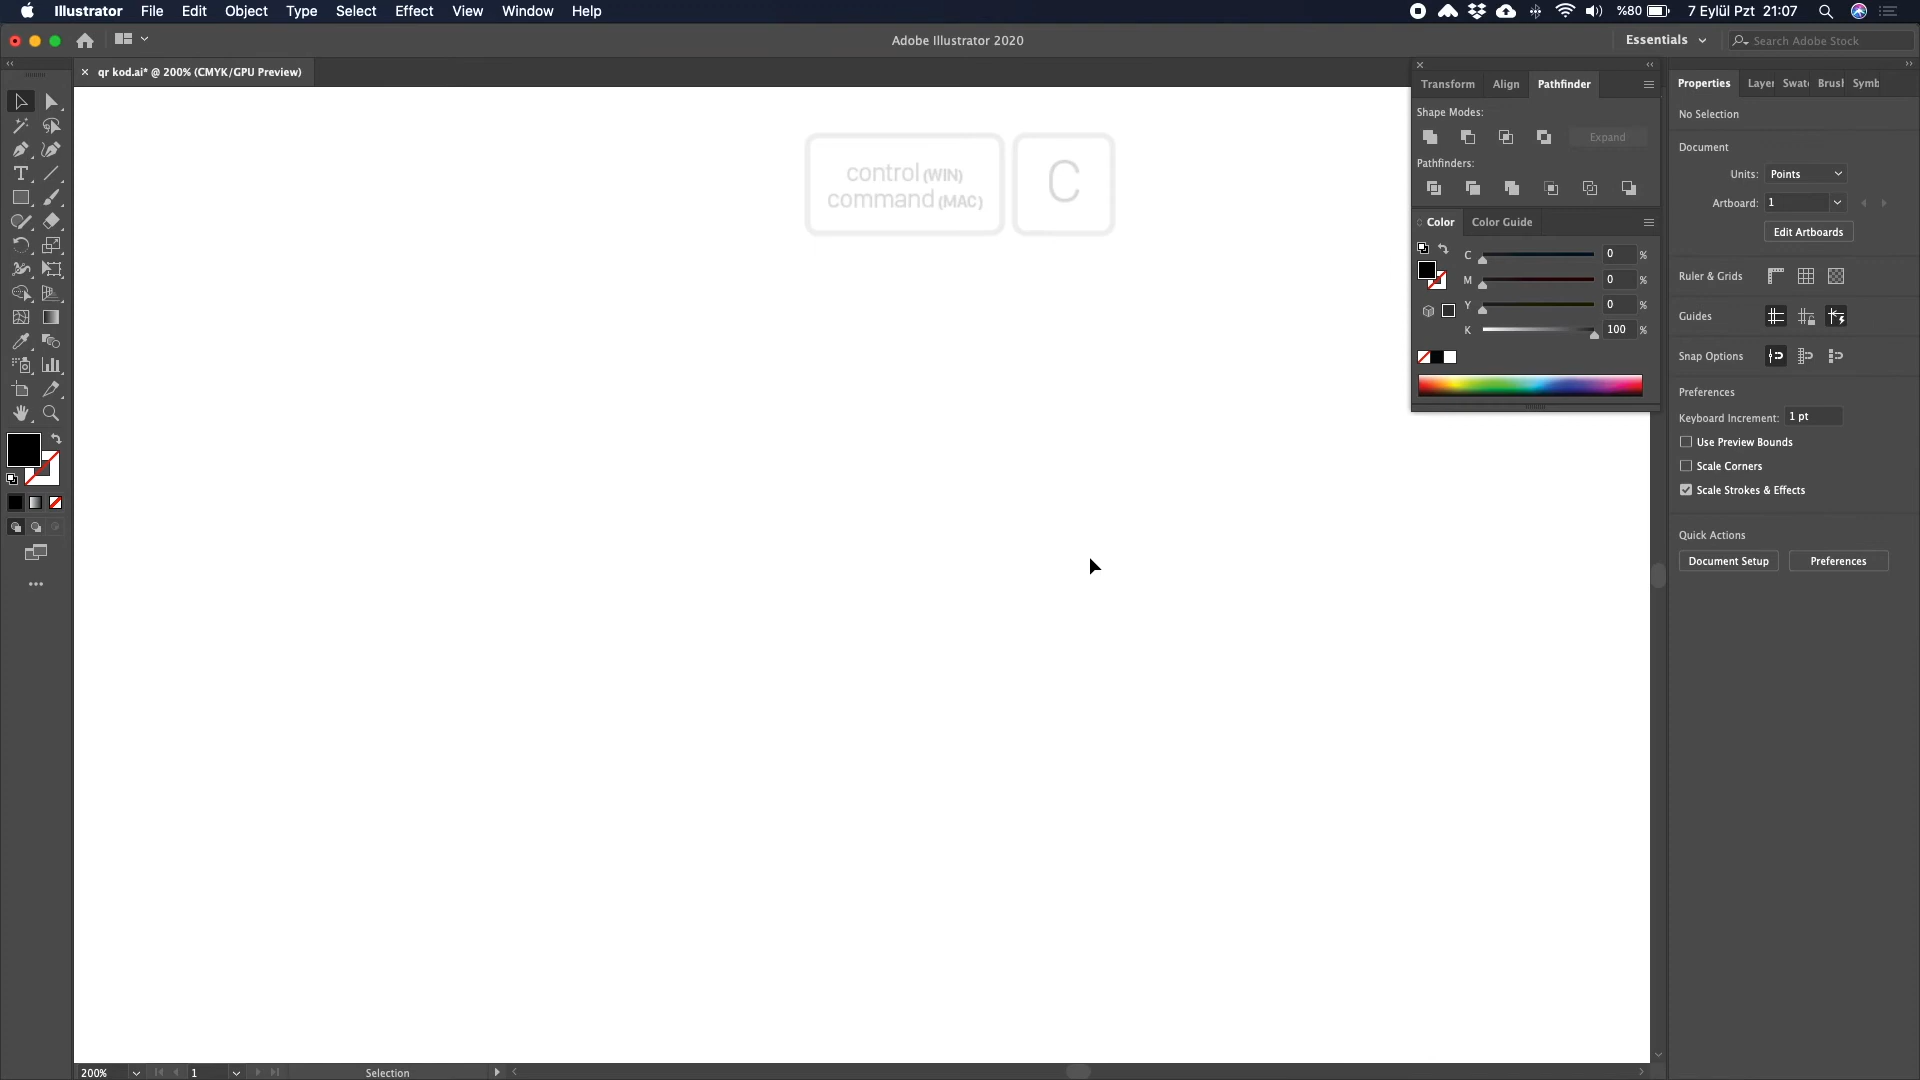 Illustrator File Edit Object Type Select Effect View Window Help %80 7 Eylül Pzt 21:07
Adobe Illustrator 2020 Essentials Search Adobe Stock
qr kod.ai* @ 200% (CMYK/GPU Preview)
Transform Align Pathfinder
Shape Modes:
Expand
Pathfinders:
Color Color Guide
C 0 %
M 0 %
Y 0 %
K 100 %
Properties Layer Swate Brush Symb
No Selection
Document
Units: Points
Artboard: 1
Edit Artboards
Ruler & Grids
Guides
Snap Options
Preferences
Keyboard Increment: 1 pt
Use Preview Bounds
Scale Corners
Scale Strokes & Effects
Quick Actions
Document Setup Preferences
control (WIN)
command (MAC)
C
T
200% 1 Selection